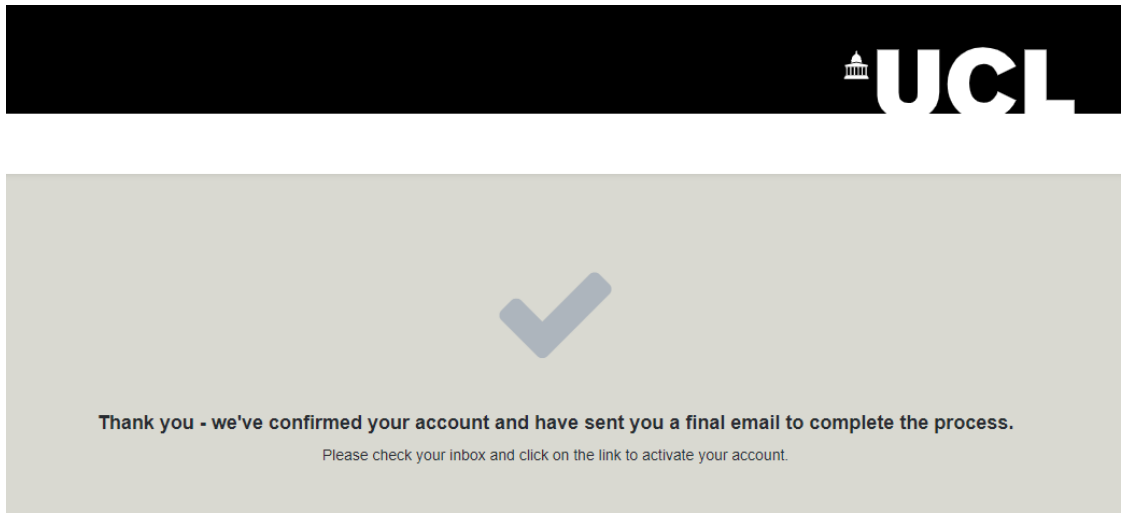 UCL
Thank you - we've confirmed your account and have sent you a final email to complete the process.
Please check your inbox and click on the link to activate your account.